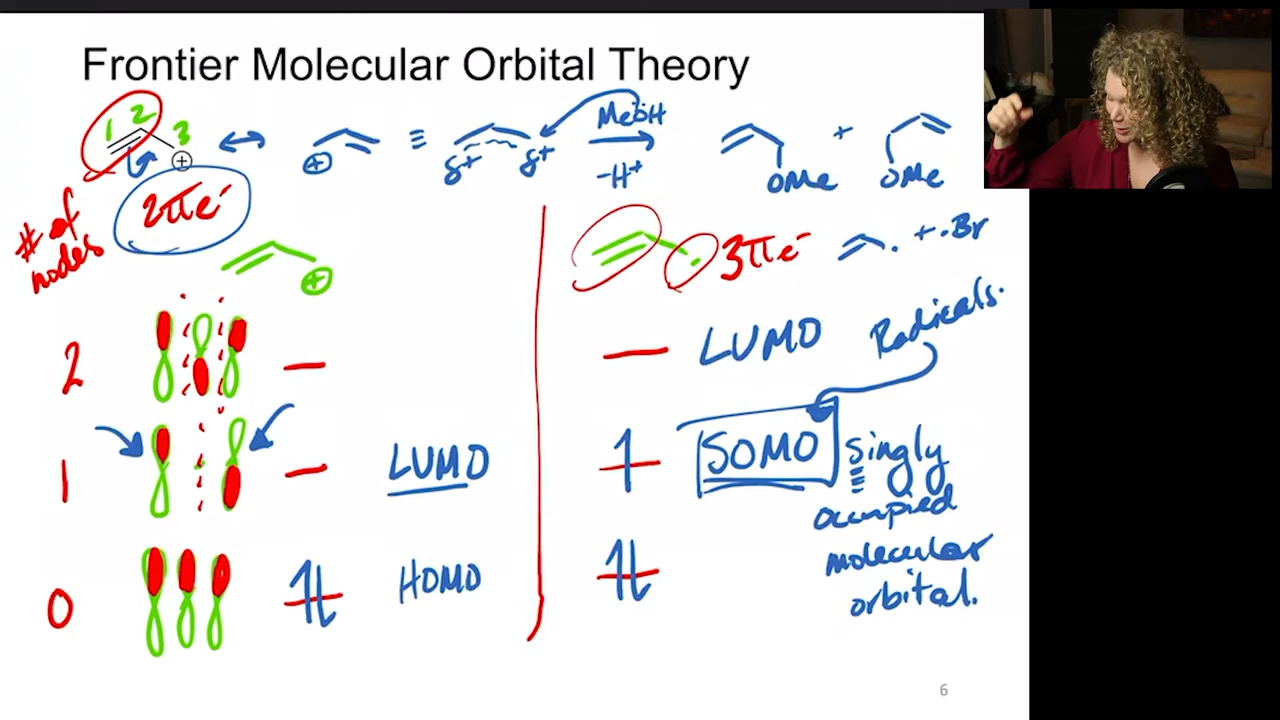 Frontier Molecular Orbital Theory
1 2 3
⊕
↔
⊕
≡
δ+ δ+
MeOH
-H+
OMe
+
OMe
2πe-
# of nodes
⊕
3πe-
+ •Br
2
LUMO
Radicals.
1
LUMO
SOMO
singly
occupied
molecular
orbital.
0
HOMO
6